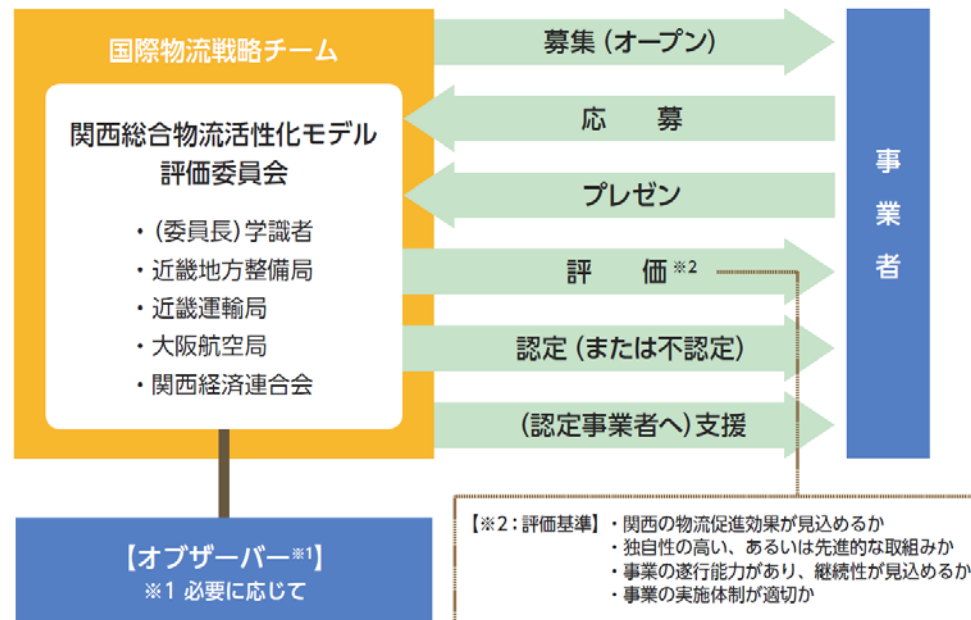 国際物流戦略チーム
関西総合物流活性化モデル
評価委員会
・(委員長)学識者
・近畿地方整備局
・近畿運輸局
・大阪航空局
・関西経済連合会
募集(オープン)
応　募
プレゼン
評　価※2
認定(または不認定)
(認定事業者へ)支援
事業者
【オブザーバー※1】
※1 必要に応じて
【※2:評価基準】・関西の物流促進効果が見込めるか
・独自性の高い、あるいは先進的な取組みか
・事業の遂行能力があり、継続性が見込めるか
・事業の実施体制が適切か